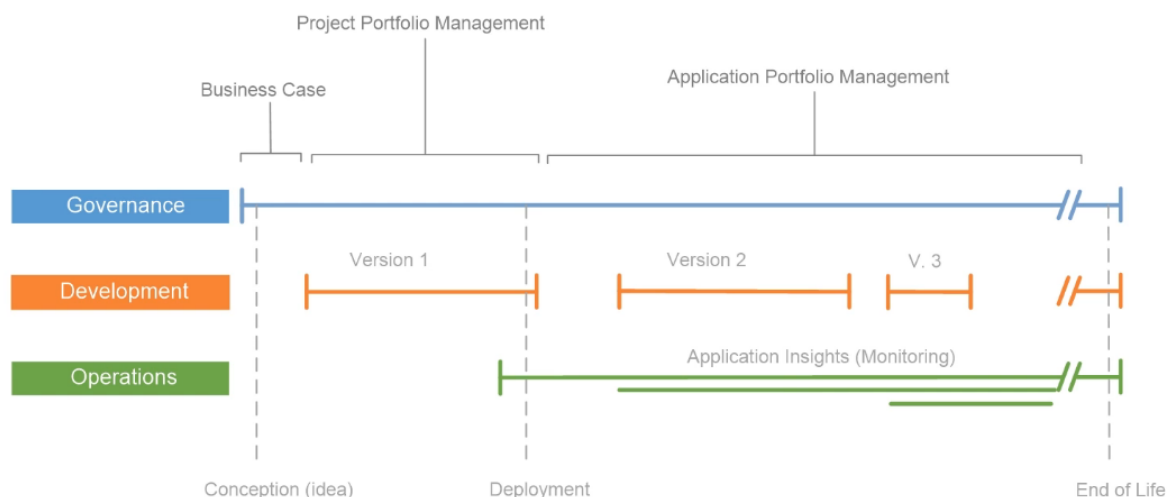 Project Portfolio Management
Application Portfolio Management
Business Case
Governance
Version 1
Version 2
V. 3
Development
Application Insights (Monitoring)
Operations
Conception (idea)
Deployment
End of Life